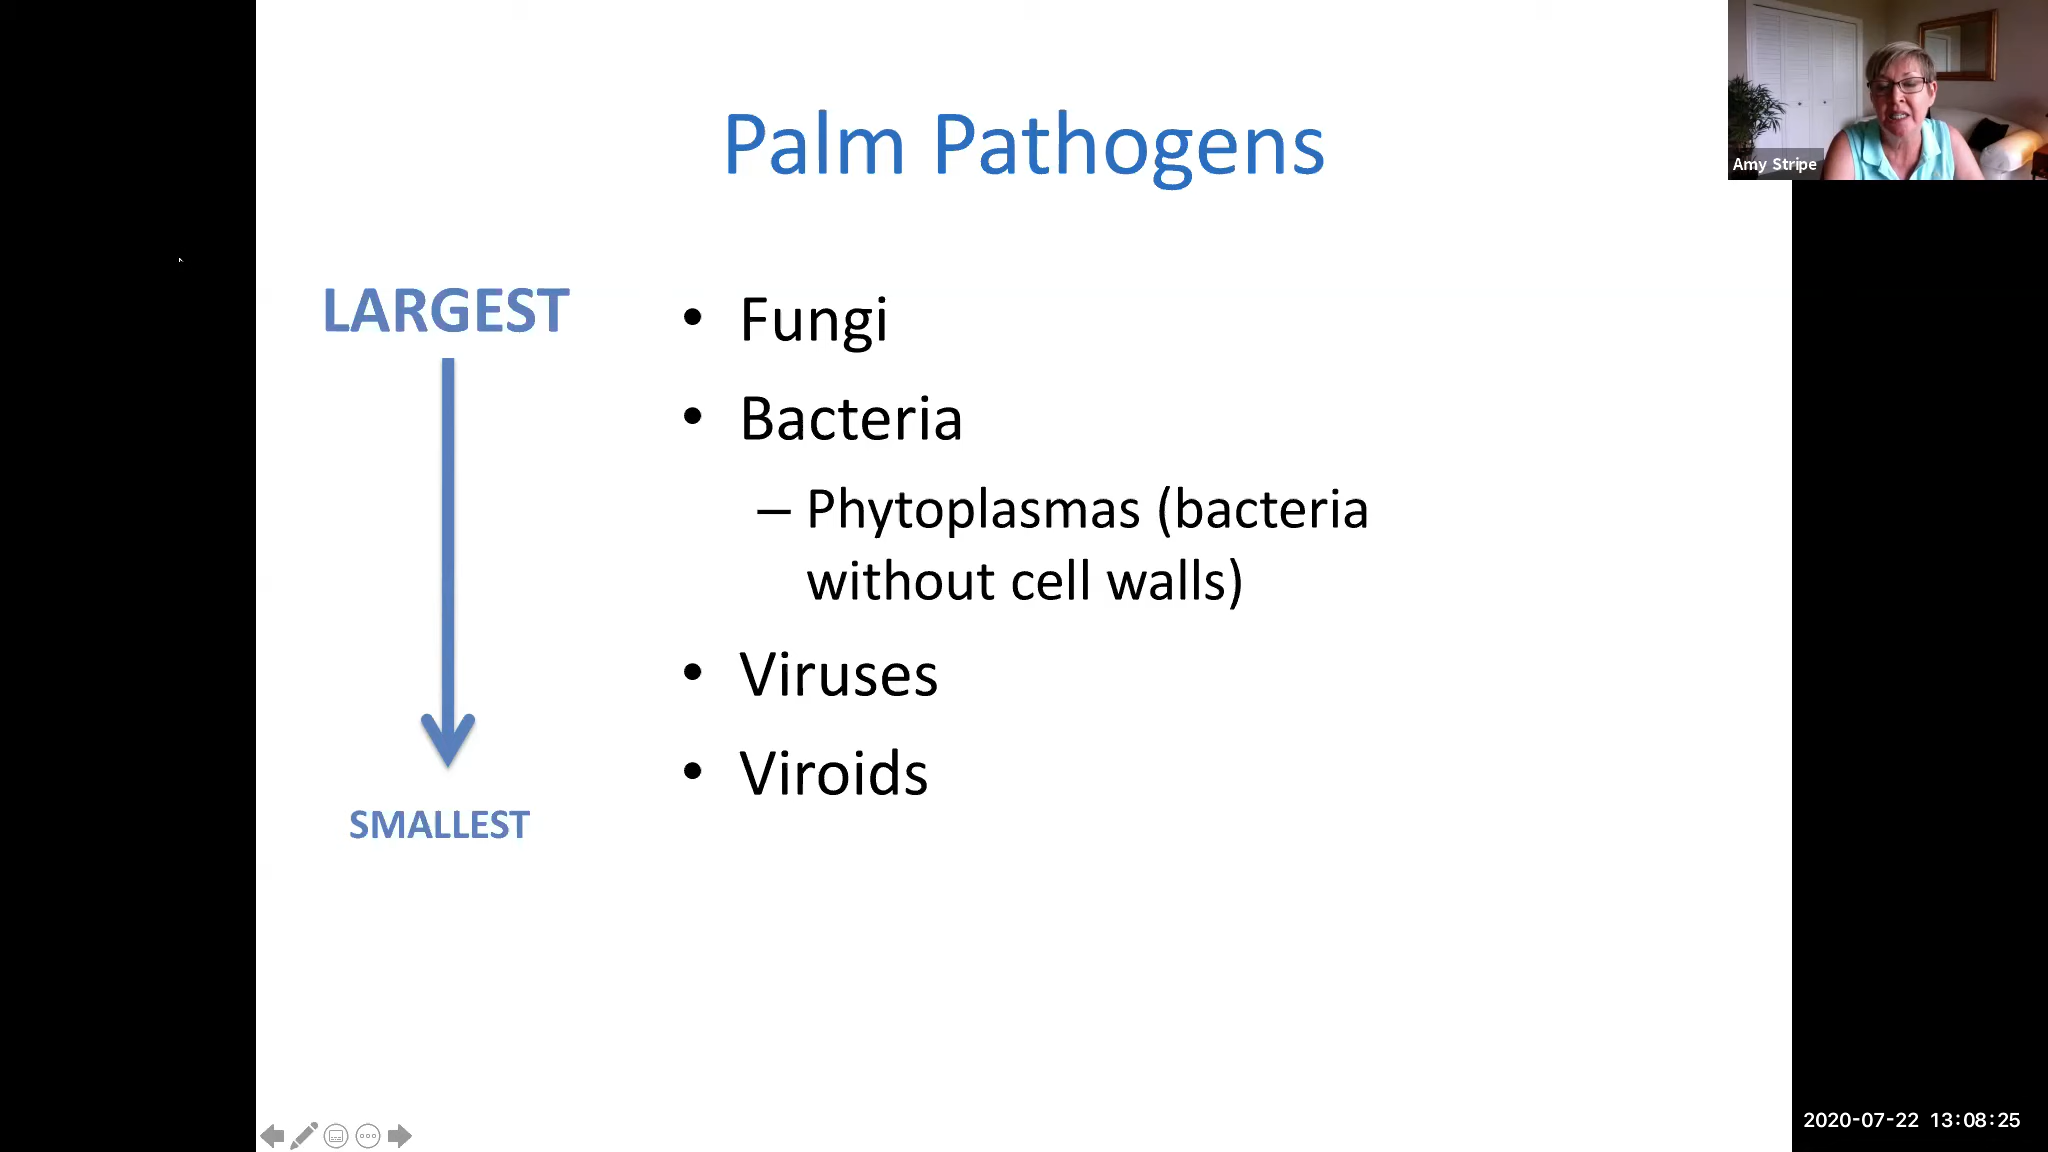 Palm Pathogens
Amy Stripe
LARGEST
• Fungi
• Bacteria
– Phytoplasmas (bacteria
without cell walls)
• Viruses
• Viroids
SMALLEST
2020-07-22 13:08:25